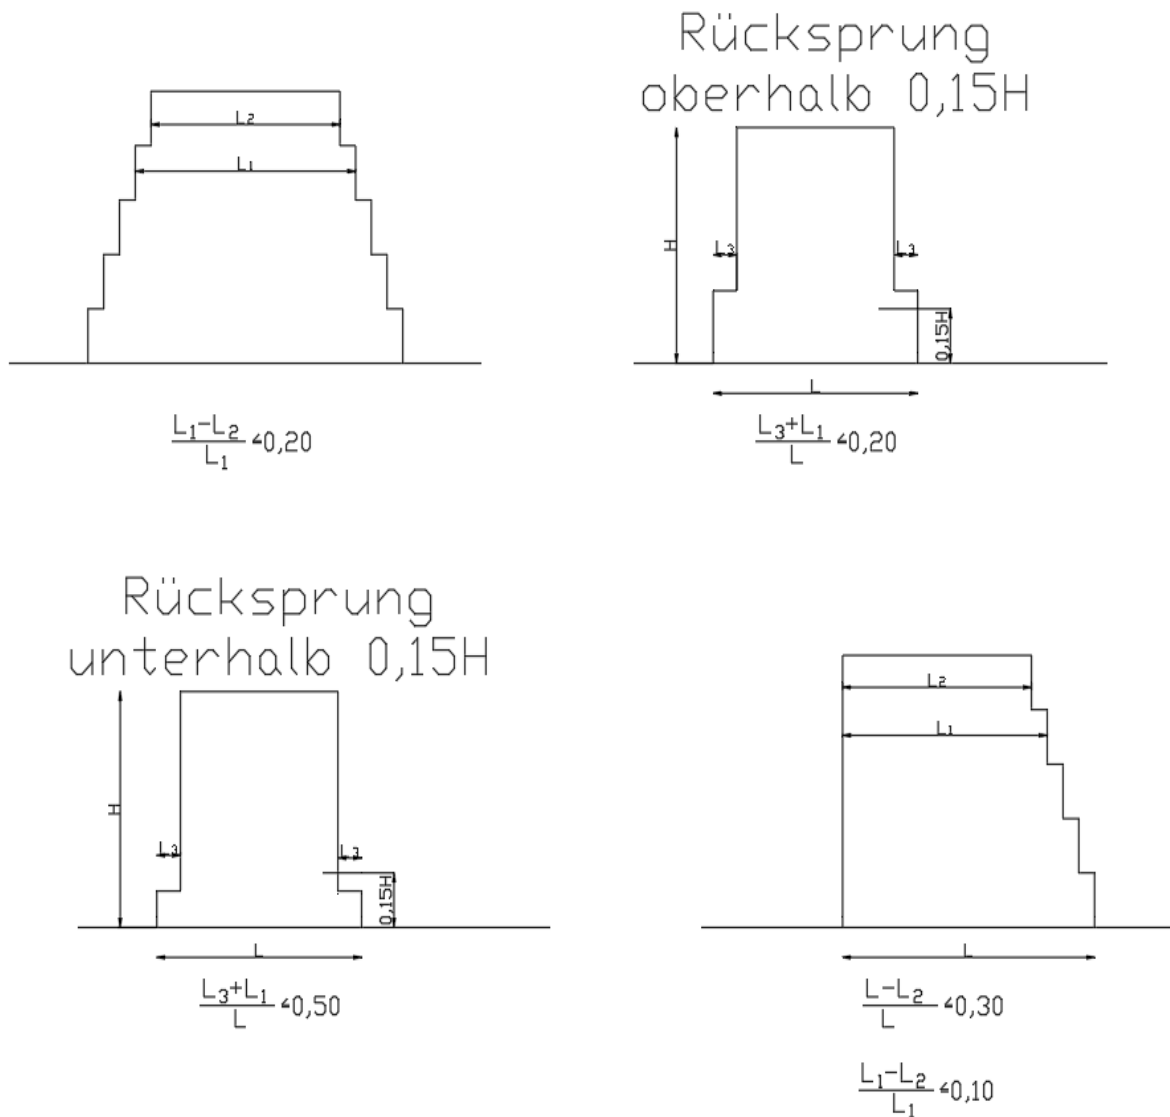 L2
L1
L1-L2
L1
≤0,20
Rücksprung
oberhalb 0,15H
H
L3
L3
0,15H
L
L3+L1
L
≤0,20
Rücksprung
unterhalb 0,15H
H
L3
L3
0,15H
L
L3+L1
L
≤0,50
L2
L1
L
L-L2
L
≤0,30
L1-L2
L1
≤0,10